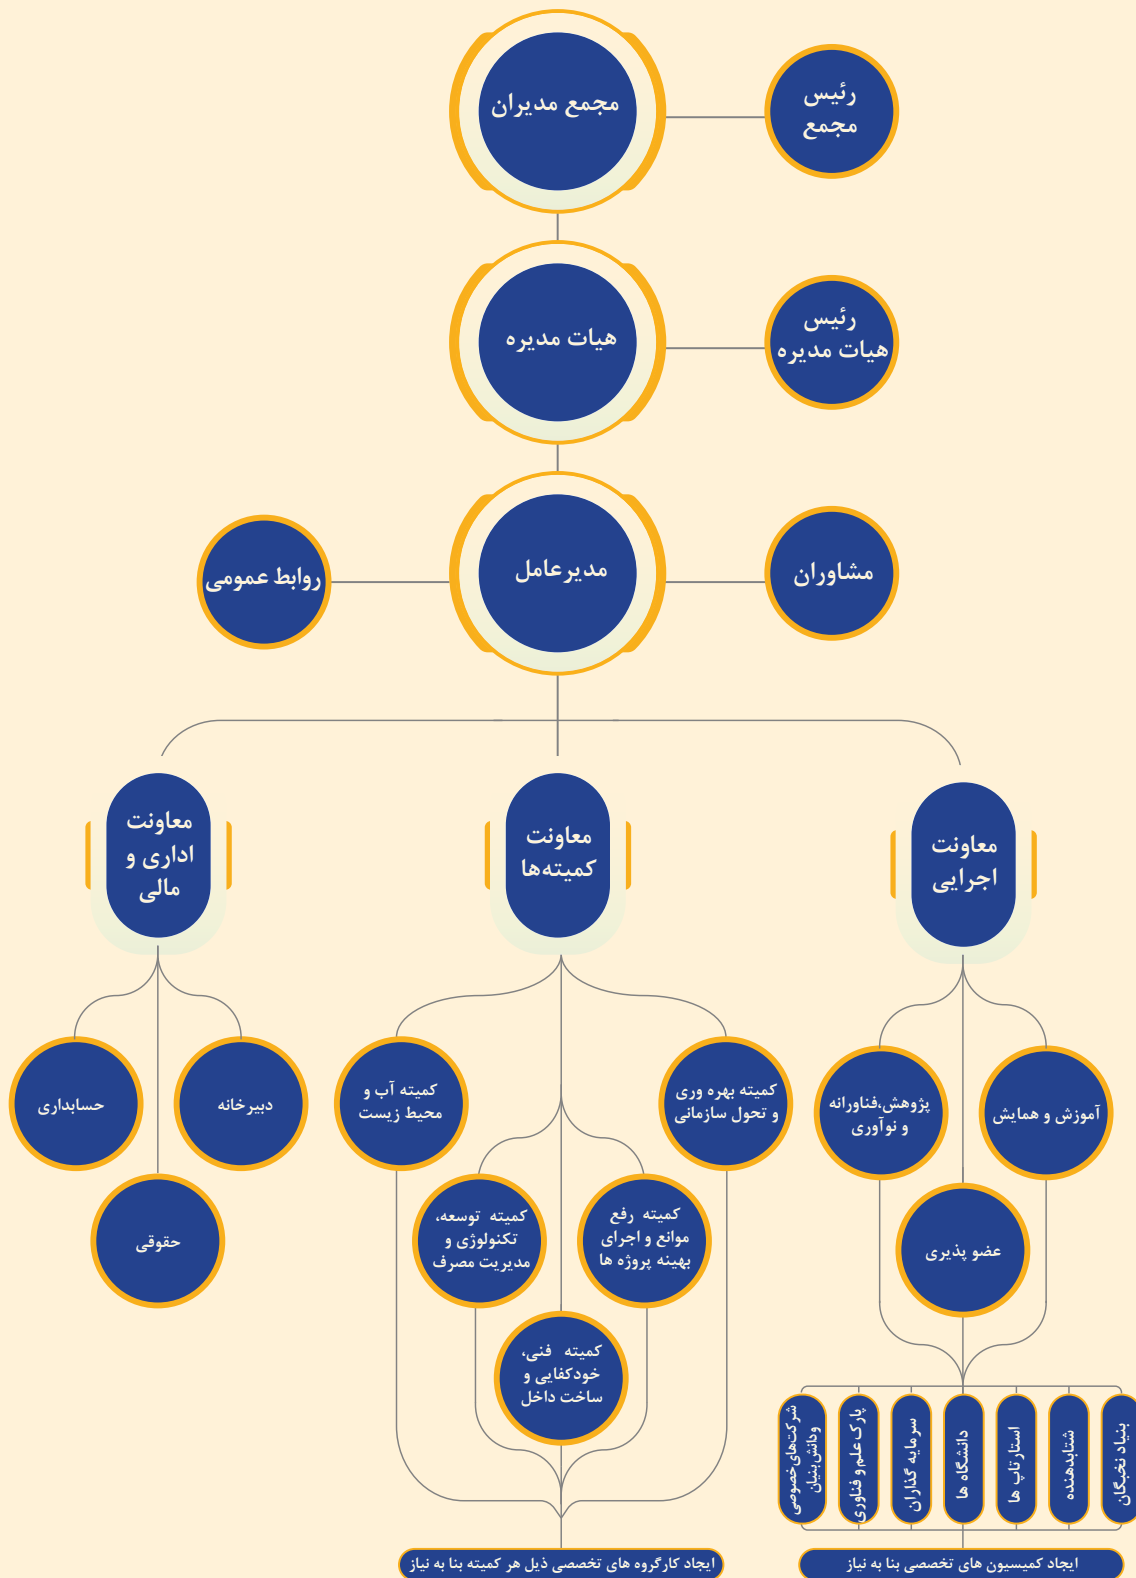 رئیس
مجمع
مجمع مدیران
رئیس
هیات مدیره
هیات مدیره
مشاوران
مدیرعامل
روابط عمومی
معاونت
اجرایی
معاونت
کمیته‌ها
معاونت
اداری و
مالی
آموزش و همایش
پژوهش،فناورانه
و نوآوری
عضو پذیری
کمیته بهره وری
و تحول سازمانی
کمیته آب و
محیط زیست
کمیته رفع
موانع و اجرای
بهینه پروژه ها
کمیته توسعه،
تکنولوژی و
مدیریت مصرف
کمیته فنی،
خودکفایی و
ساخت داخل
دبیرخانه
حسابداری
حقوقی
بنیاد نخبگان
شتابدهنده
استارتاپ ها
دانشگاه ها
سرمایه گذاران
پارک علم و فناوری
شرکت‌های خصوصی
ودانش‌بنیان
ایجاد کمیسیون های تخصصی بنا به نیاز
ایجاد کارگروه های تخصصی ذیل هر کمیته بنا به نیاز